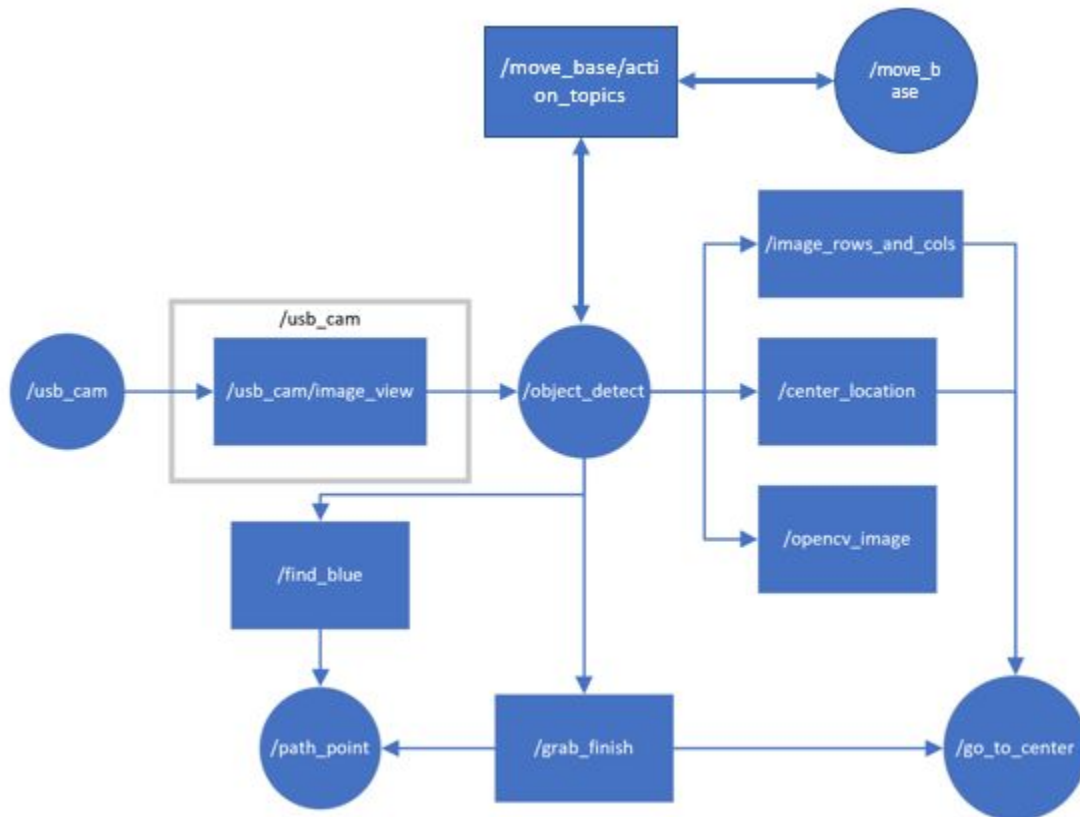 /move_base/acti
on_topics
/move_b
ase
/image_rows_and_cols
/usb_cam
/usb_cam
/usb_cam/image_view
/object_detect
/center_location
/opencv_image
/find_blue
/path_point
/grab_finish
/go_to_center